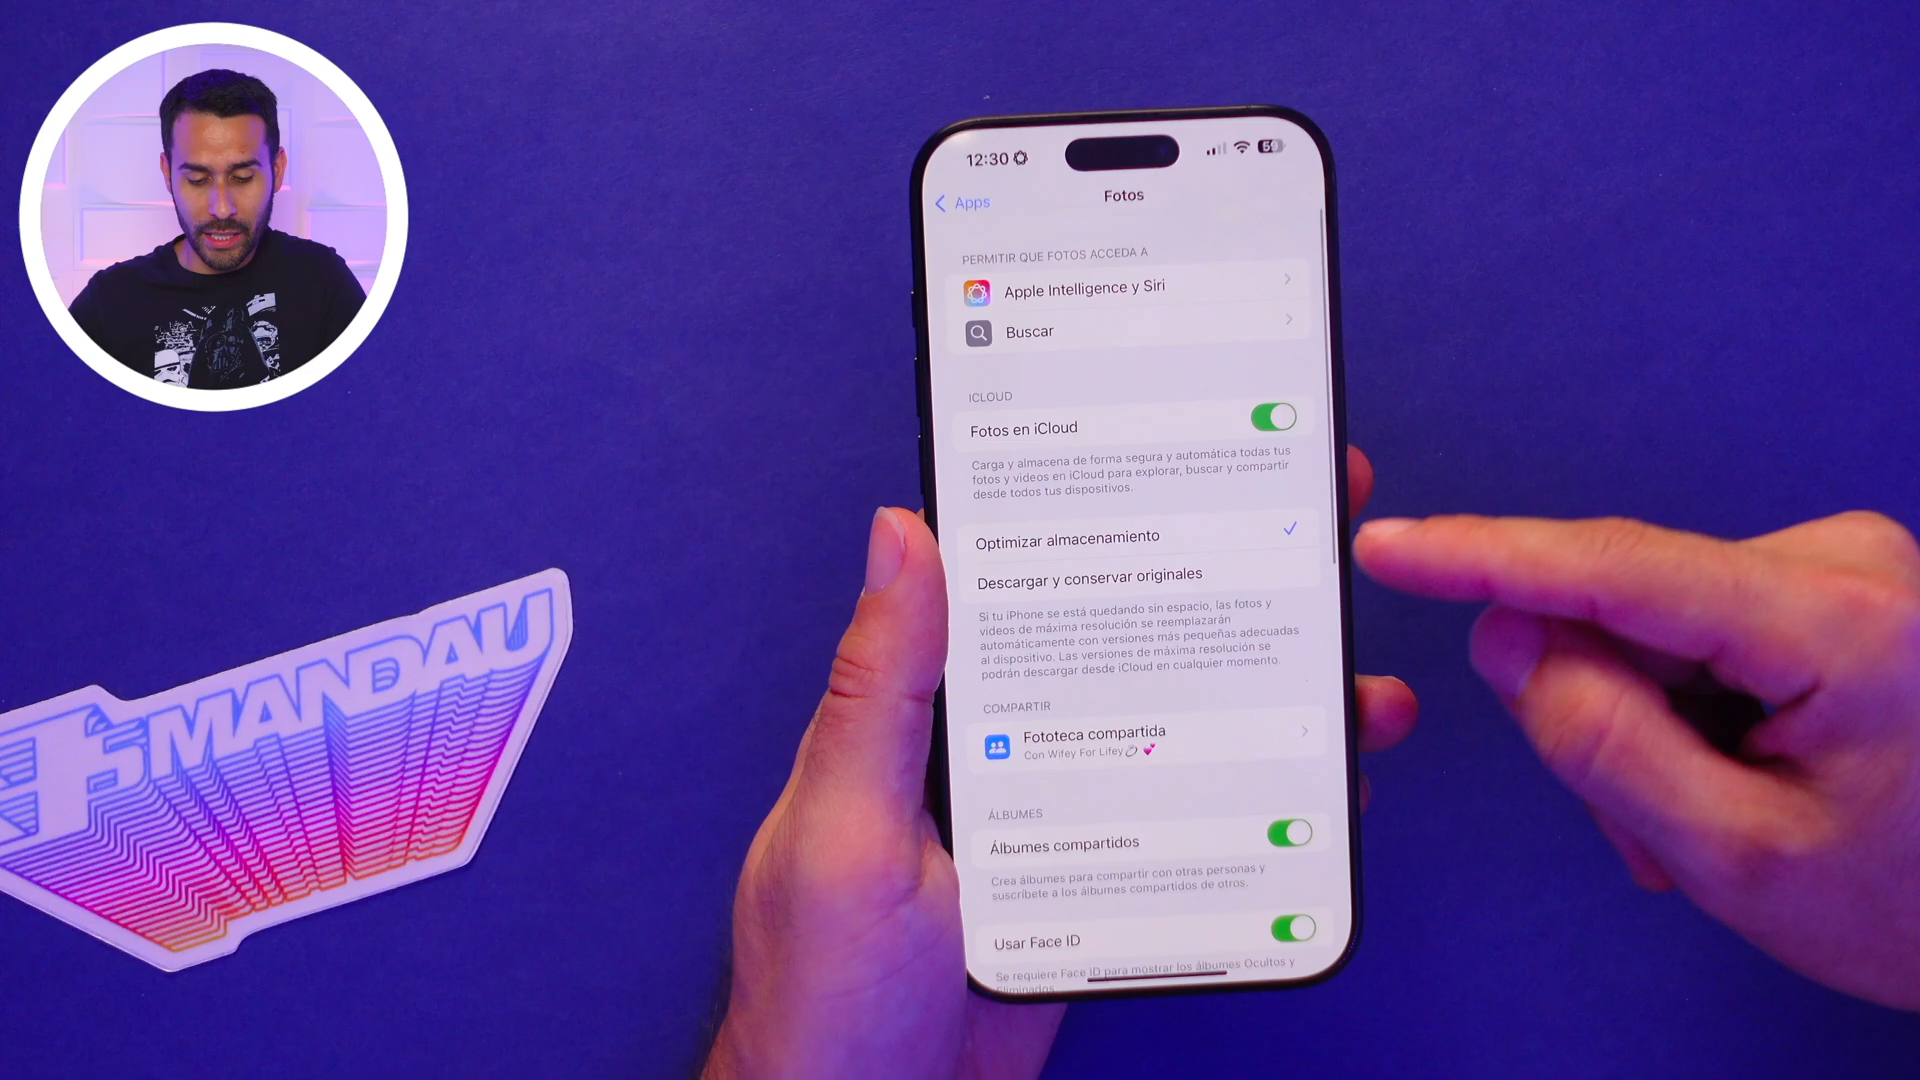 12:30
59
Apps
Fotos
PERMITIR QUE FOTOS ACCEDA A
Apple Intelligence y Siri
Buscar
ICLOUD
Fotos en iCloud
Carga y almacena de forma segura y automática todas tus
fotos y videos en iCloud para explorar, buscar y compartir
desde todos tus dispositivos.
Optimizar almacenamiento
Descargar y conservar originales
Si tu iPhone se está quedando sin espacio, las fotos y
videos de máxima resolución se reemplazarán
automáticamente con versiones más pequeñas adecuadas
al dispositivo. Las versiones de máxima resolución se
podrán descargar desde iCloud en cualquier momento.
COMPARTIR
Fototeca compartida
Con Wifey For Lifey💍 💕
ÁLBUMES
Álbumes compartidos
Crea álbumes para compartir con otras personas y
suscríbete a los álbumes compartidos de otros.
Usar Face ID
Se requiere Face ID para mostrar los álbumes Ocultos y
Eliminados
SMANDAU